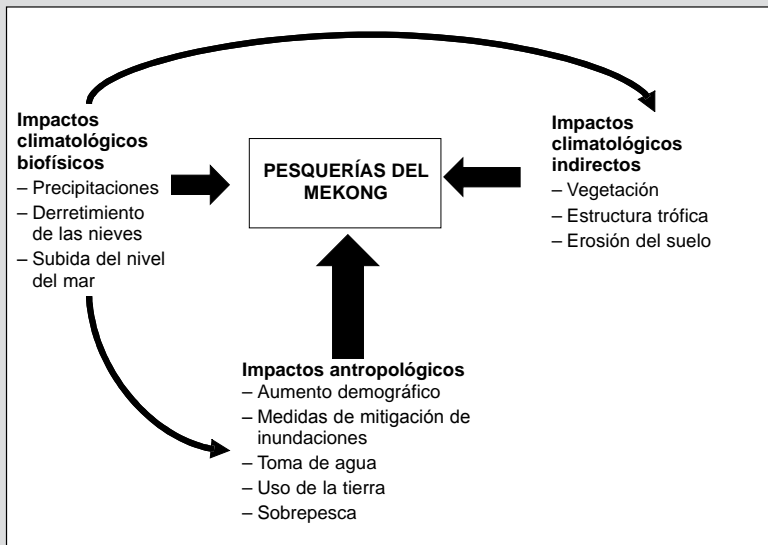 Impactos
climatológicos
biofísicos
– Precipitaciones
– Derretimiento
de las nieves
– Subida del nivel
del mar
PESQUERÍAS DEL
MEKONG
Impactos
climatológicos
indirectos
– Vegetación
– Estructura trófica
– Erosión del suelo
Impactos antropológicos
– Aumento demográfico
– Medidas de mitigación de
inundaciones
– Toma de agua
– Uso de la tierra
– Sobrepesca